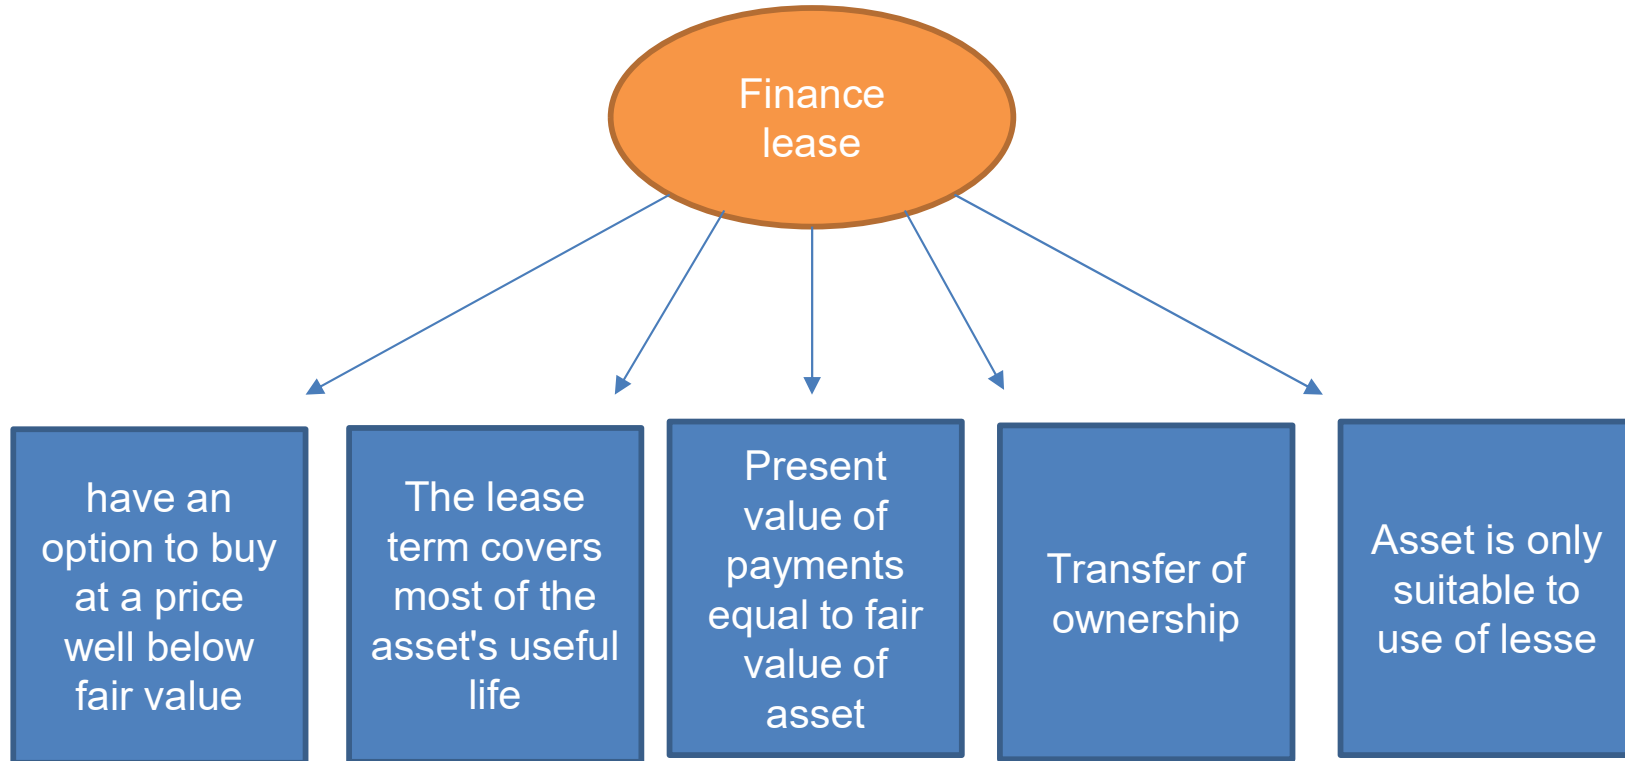 Finance
lease
have an
option to buy
at a price
well below
fair value
The lease
term covers
most of the
asset's useful
life
Present
value of
payments
equal to fair
value of
asset
Transfer of
ownership
Asset is only
suitable to
use of lesse